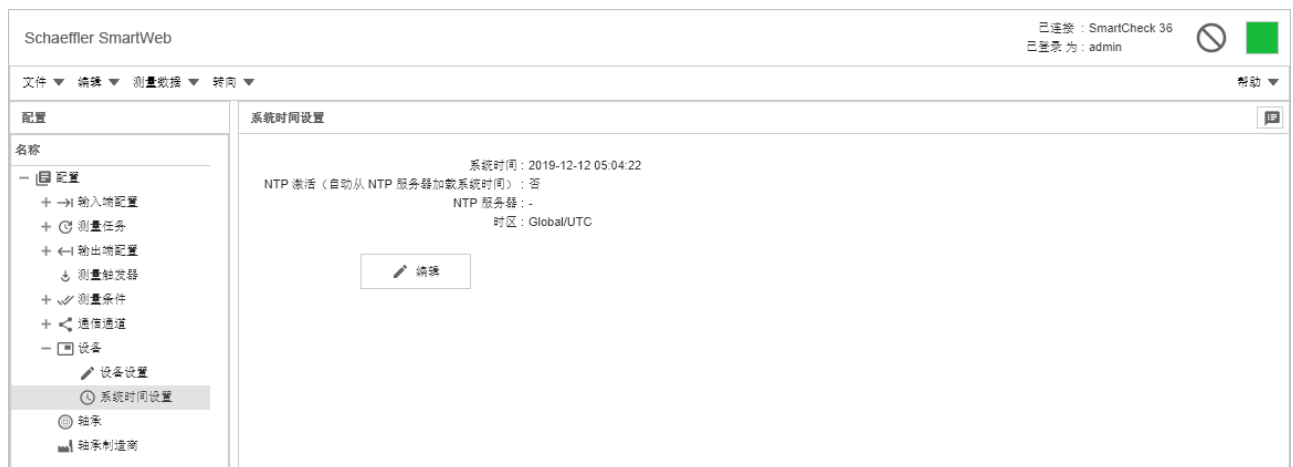 Schaeffler SmartWeb
已连接 : SmartCheck 36
已登录 为 : admin
文件 编辑 测量数据 转向 帮助
配置
系统时间设置
名称
配置
输入端配置
测量任务
输出端配置
测量触发器
测量条件
通信通道
设备
设备设置
系统时间设置
轴承
轴承制造商
系统时间 : 2019-12-12 05:04:22
NTP 激活（自动从 NTP 服务器加载系统时间） : 否
NTP 服务器 : -
时区 : Global/UTC
编辑